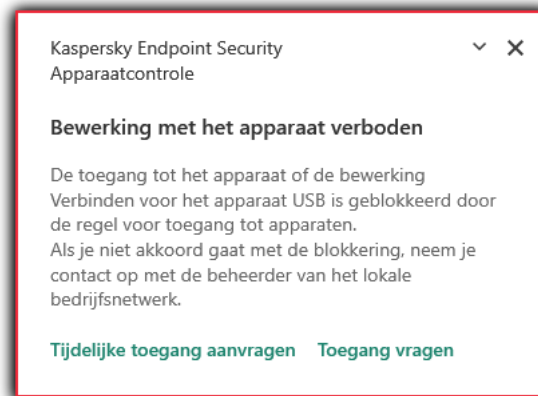 Kaspersky Endpoint Security
Apparaatcontrole
Bewerking met het apparaat verboden
De toegang tot het apparaat of de bewerking
Verbinden voor het apparaat USB is geblokkeerd door
de regel voor toegang tot apparaten.
Als je niet akkoord gaat met de blokkering, neem je
contact op met de beheerder van het lokale
bedrijfsnetwerk.
Tijdelijke toegang aanvragen Toegang vragen